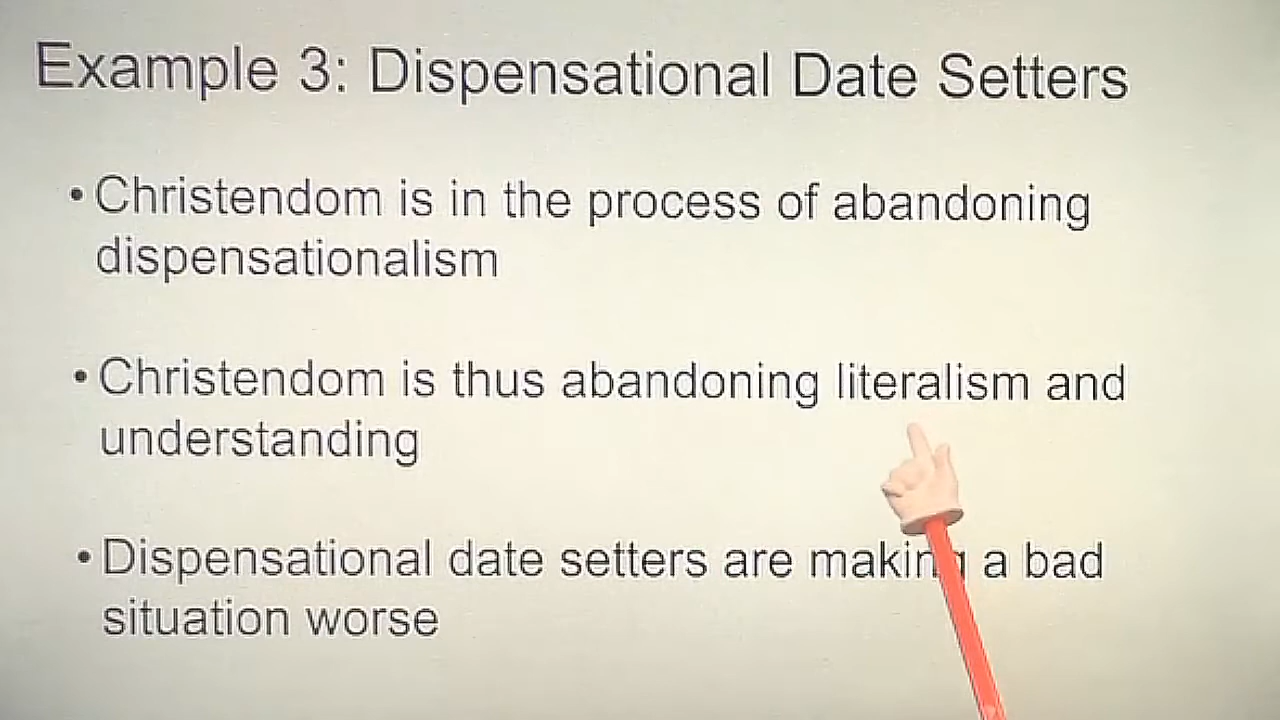 Example 3: Dispensational Date Setters
• Christendom is in the process of abandoning
dispensationalism
• Christendom is thus abandoning literalism and
understanding
• Dispensational date setters are making a bad
situation worse